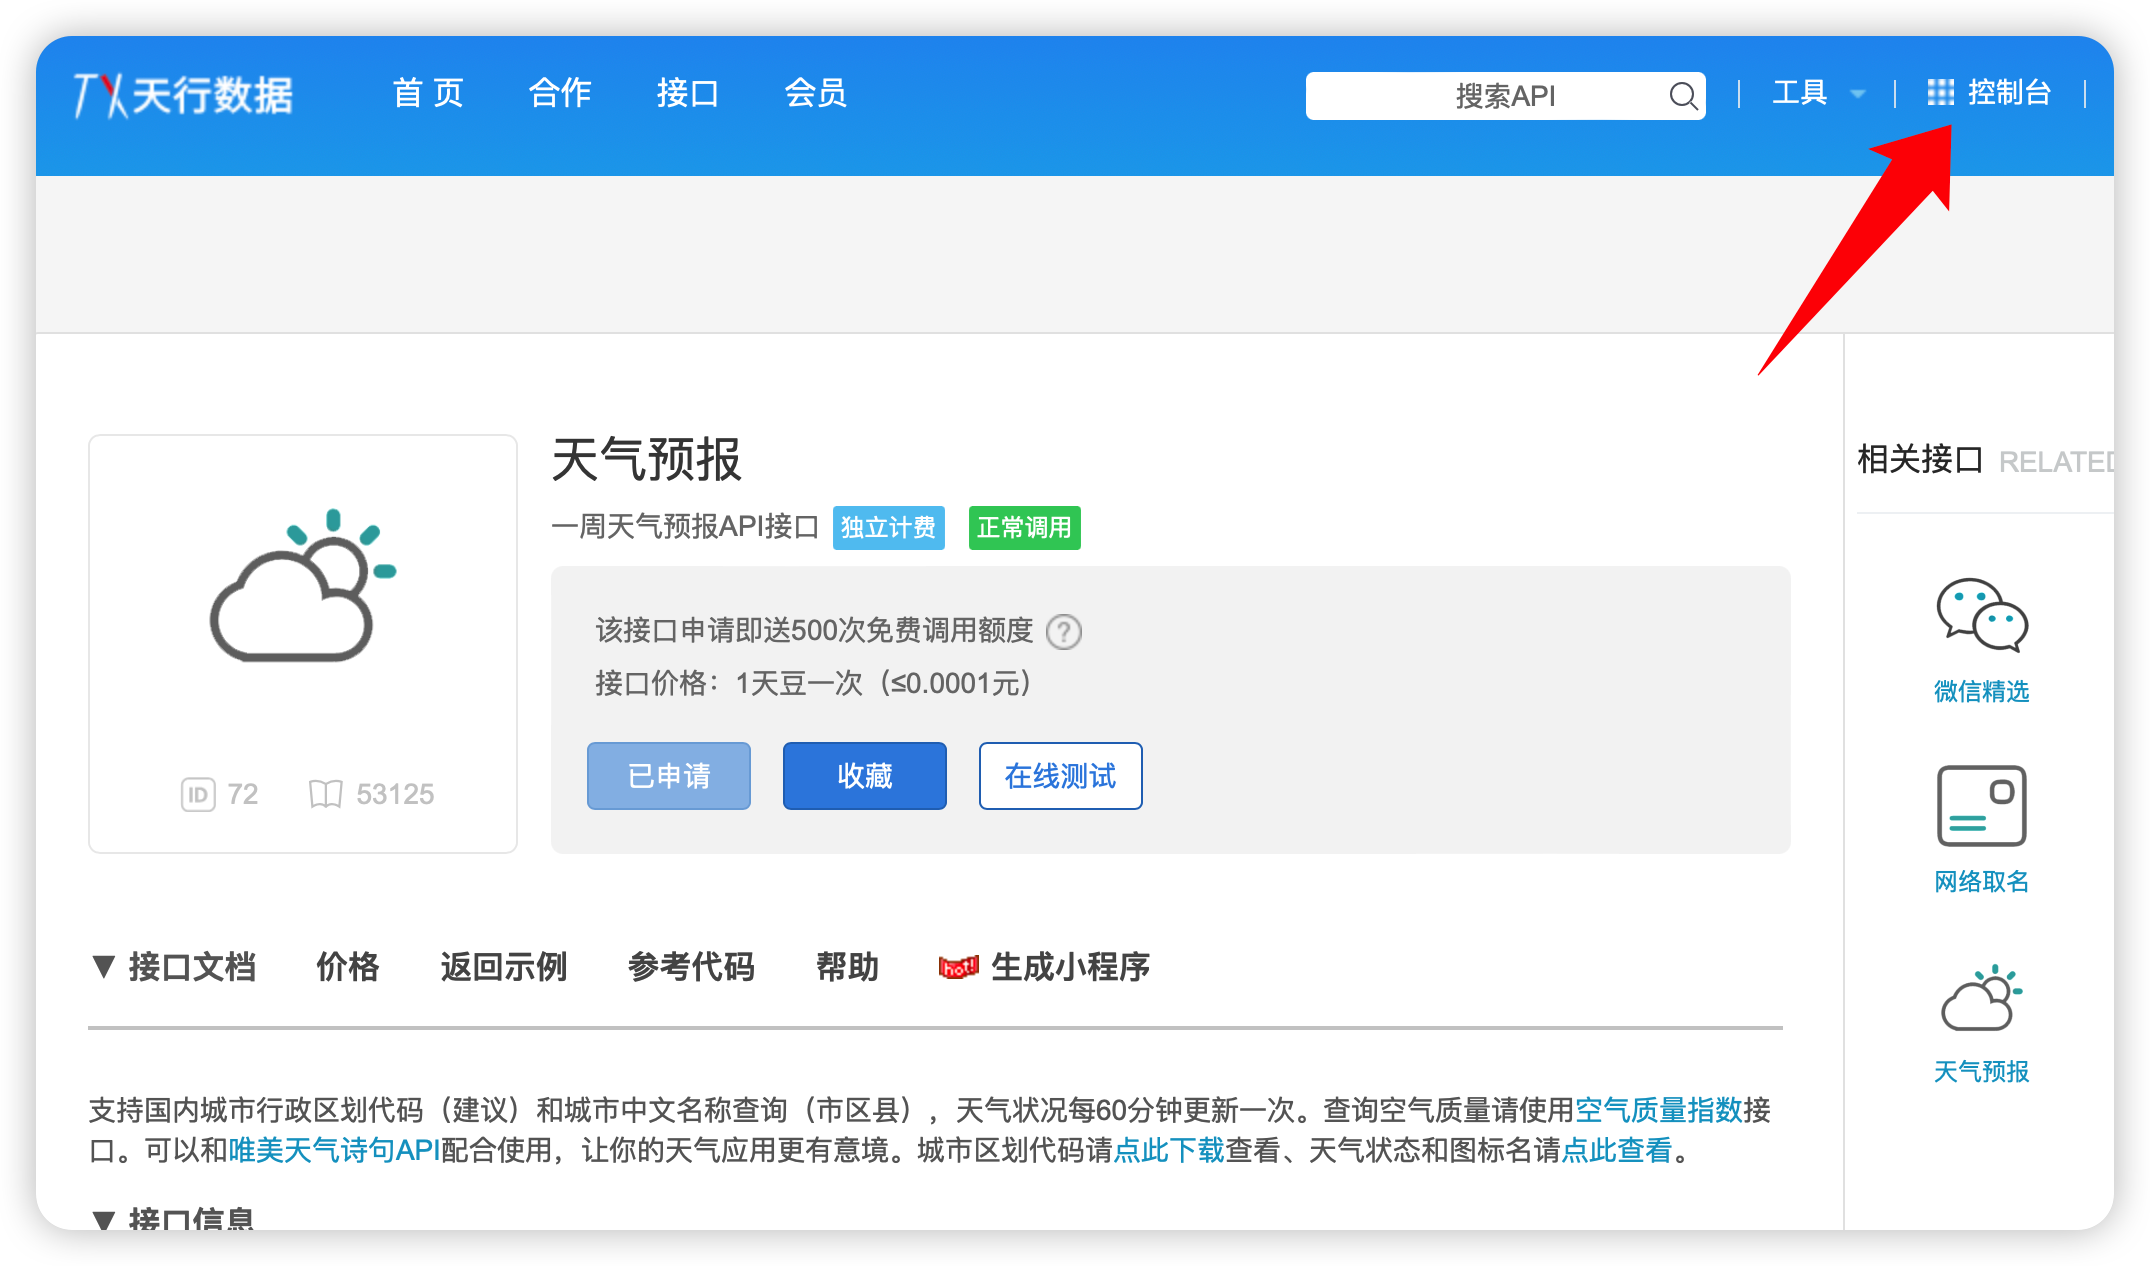 TX天行数据
首 页 合作 接口 会员 搜索API 工具 控制台
天气预报
一周天气预报API接口 独立计费 正常调用
该接口申请即送500次免费调用额度 ?
接口价格：1天豆一次（≤0.0001元）
已申请 收藏 在线测试
ID 72 53125
▼ 接口文档 价格 返回示例 参考代码 帮助 hot! 生成小程序
支持国内城市行政区划代码（建议）和城市中文名称查询（市区县），天气状况每60分钟更新一次。查询空气质量请使用空气质量指数接
口。可以和唯美天气诗句API配合使用，让你的天气应用更有意境。城市区划代码请点此下载查看、天气状态和图标名请点此查看。
▼ 接口信息
相关接口 RELATED
微信精选
网络取名
天气预报